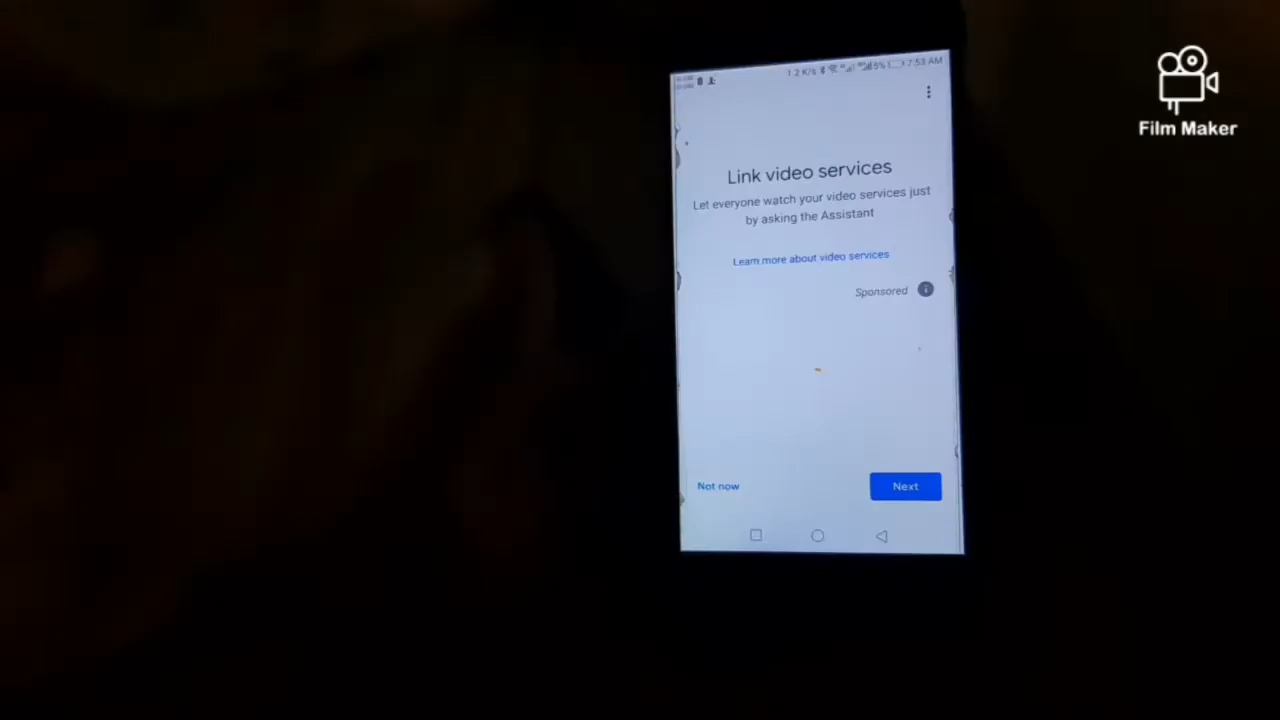 1.2 K/s 5% 7:53 AM
Film Maker
Link video services
Let everyone watch your video services just
by asking the Assistant
Learn more about video services
Sponsored
Not now
Next